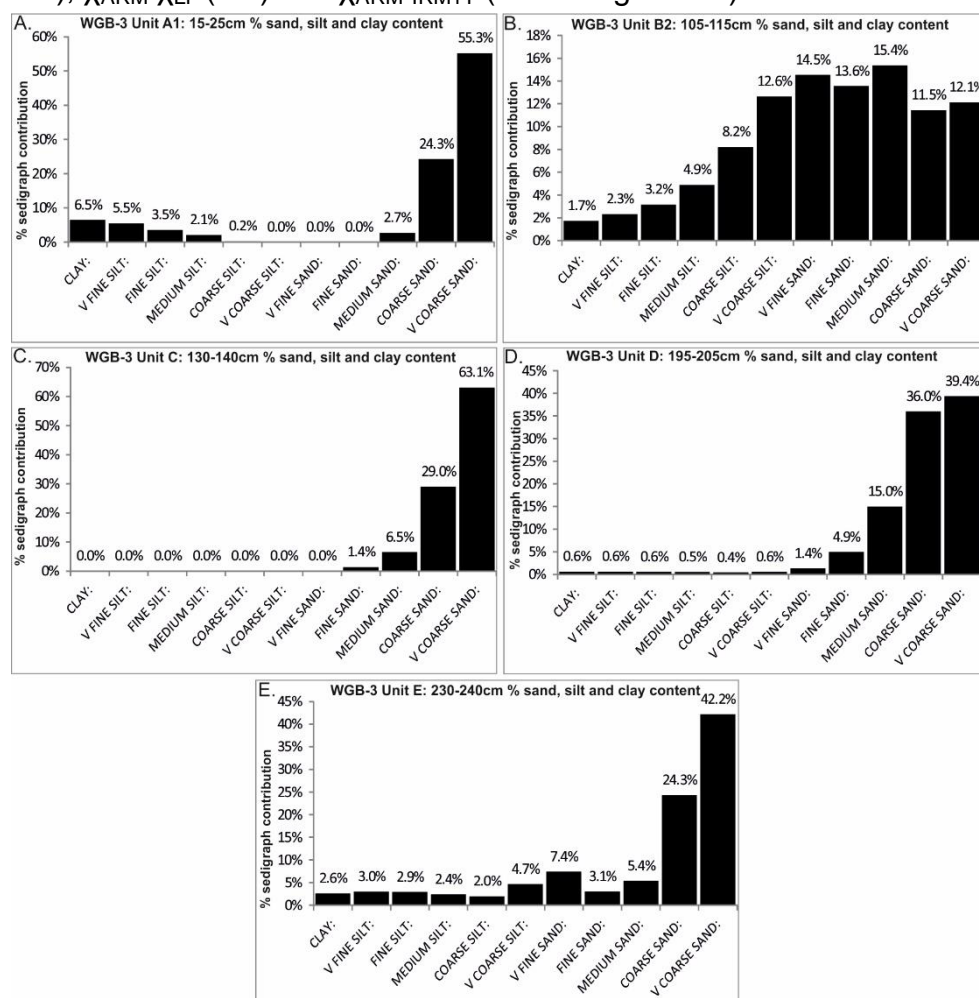 χARM χLF
A. WGB-3 Unit A1: 15-25cm % sand, silt and clay content
% sedigraph contribution
60%
50%
40%
30%
20%
10%
0%
6.5% 5.5% 3.5% 2.1% 0.2% 0.0% 0.0% 0.0% 2.7% 24.3% 55.3%
CLAY:
V FINE SILT:
FINE SILT:
MEDIUM SILT:
COARSE SILT:
V COARSE SILT:
V FINE SAND:
FINE SAND:
MEDIUM SAND:
COARSE SAND:
V COARSE SAND:
B. WGB-3 Unit B2: 105-115cm % sand, silt and clay content
% sedigraph contribution
18%
16%
14%
12%
10%
8%
6%
4%
2%
0%
1.7% 2.3% 3.2% 4.9% 8.2% 12.6% 14.5% 13.6% 15.4% 11.5% 12.1%
CLAY:
V FINE SILT:
FINE SILT:
MEDIUM SILT:
COARSE SILT:
V COARSE SILT:
V FINE SAND:
FINE SAND:
MEDIUM SAND:
COARSE SAND:
V COARSE SAND:
C. WGB-3 Unit C: 130-140cm % sand, silt and clay content
% sedigraph contribution
70%
60%
50%
40%
30%
20%
10%
0%
0.0% 0.0% 0.0% 0.0% 0.0% 0.0% 0.0% 1.4% 6.5% 29.0% 63.1%
CLAY:
V FINE SILT:
FINE SILT:
MEDIUM SILT:
COARSE SILT:
V COARSE SILT:
V FINE SAND:
FINE SAND:
MEDIUM SAND:
COARSE SAND:
V COARSE SAND:
D. WGB-3 Unit D: 195-205cm % sand, silt and clay content
% sedigraph contribution
45%
40%
35%
30%
25%
20%
15%
10%
5%
0%
0.6% 0.6% 0.6% 0.5% 0.4% 0.6% 1.4% 4.9% 15.0% 36.0% 39.4%
CLAY:
V FINE SILT:
FINE SILT:
MEDIUM SILT:
COARSE SILT:
V COARSE SILT:
V FINE SAND:
FINE SAND:
MEDIUM SAND:
COARSE SAND:
V COARSE SAND:
E. WGB-3 Unit E: 230-240cm % sand, silt and clay content
% sedigraph contribution
45%
40%
35%
30%
25%
20%
15%
10%
5%
0%
2.6% 3.0% 2.9% 2.4% 2.0% 4.7% 7.4% 3.1% 5.4% 24.3% 42.2%
CLAY:
V FINE SILT:
FINE SILT:
MEDIUM SILT:
COARSE SILT:
V COARSE SILT:
V FINE SAND:
FINE SAND:
MEDIUM SAND:
COARSE SAND:
V COARSE SAND: